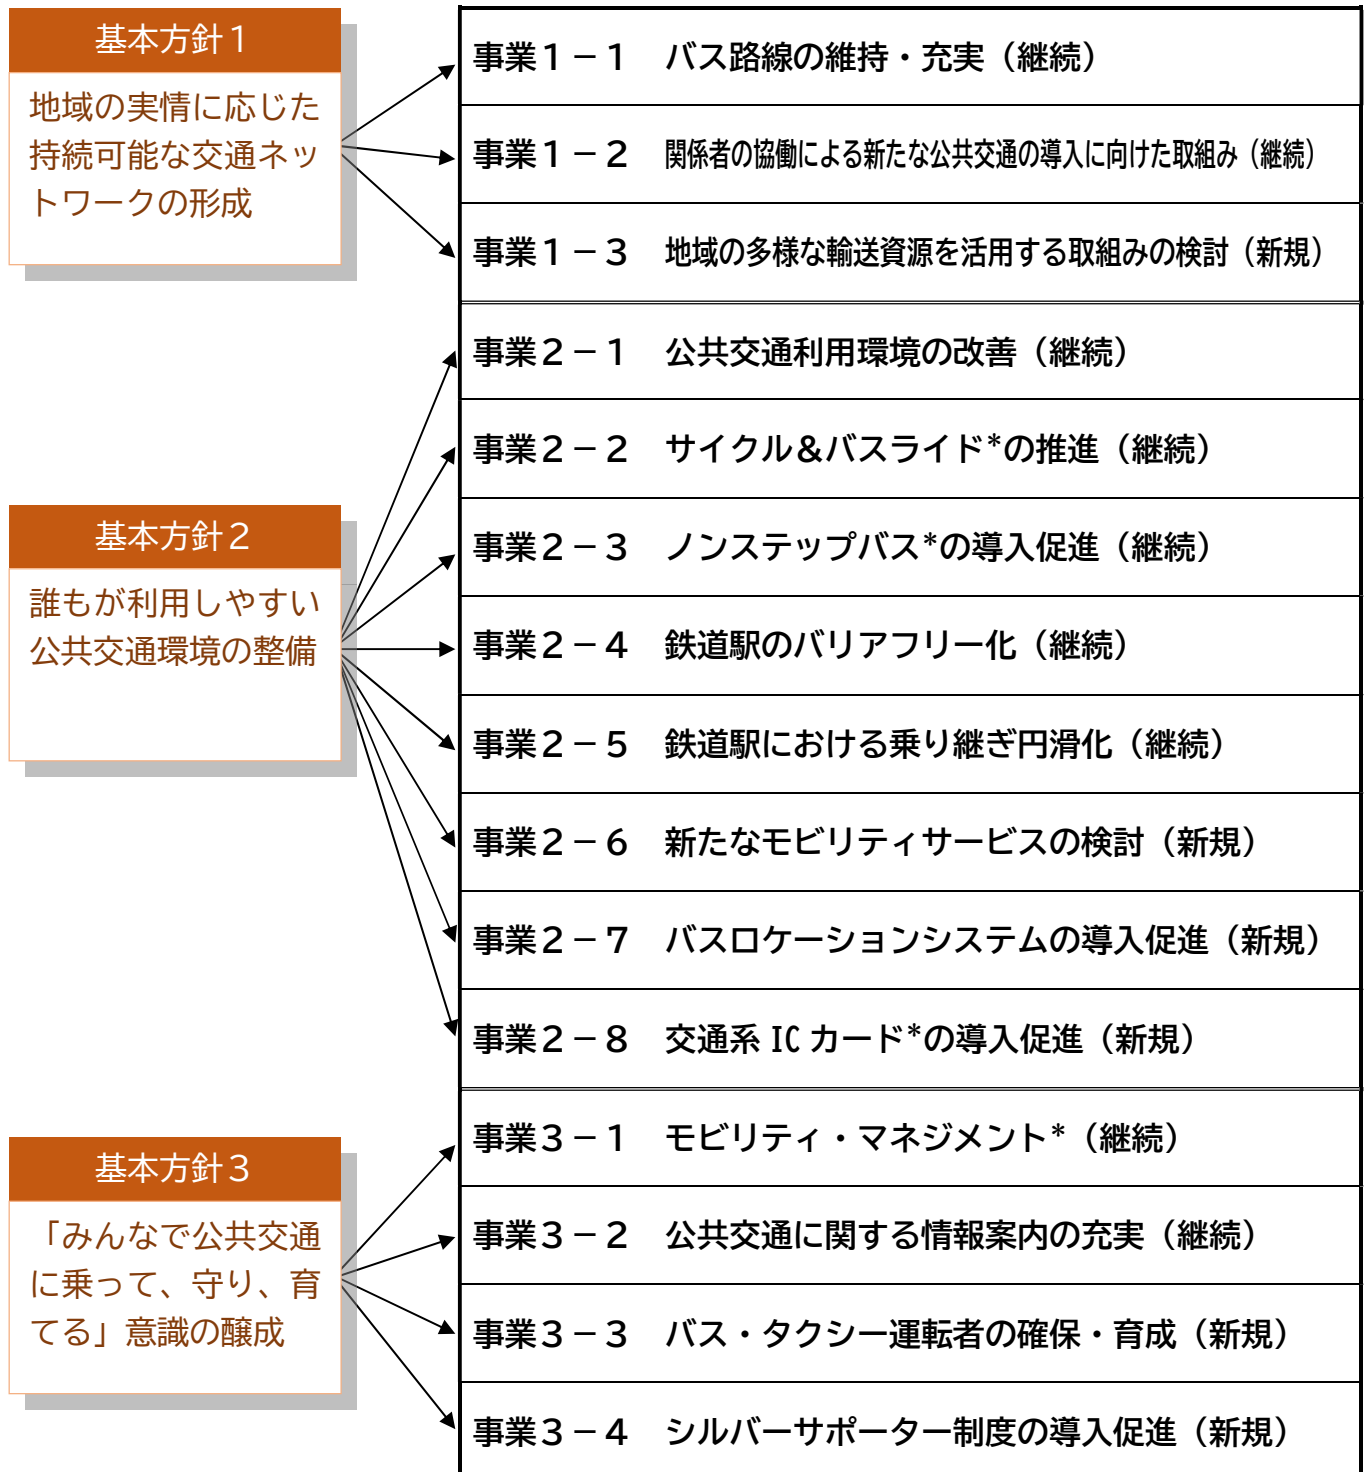 基本方針１
地域の実情に応じた
持続可能な交通ネッ
トワークの形成
事業１－１　バス路線の維持・充実（継続）
事業１－２　関係者の協働による新たな公共交通の導入に向けた取組み（継続）
事業１－３　地域の多様な輸送資源を活用する取組みの検討（新規）
基本方針２
誰もが利用しやすい
公共交通環境の整備
事業２－１　公共交通利用環境の改善（継続）
事業２－２　サイクル＆バスライド*の推進（継続）
事業２－３　ノンステップバス*の導入促進（継続）
事業２－４　鉄道駅のバリアフリー化（継続）
事業２－５　鉄道駅における乗り継ぎ円滑化（継続）
事業２－６　新たなモビリティサービスの検討（新規）
事業２－７　バスロケーションシステムの導入促進（新規）
事業２－８　交通系 IC カード*の導入促進（新規）
基本方針３
「みんなで公共交通
に乗って、守り、育
てる」意識の醸成
事業３－１　モビリティ・マネジメント*（継続）
事業３－２　公共交通に関する情報案内の充実（継続）
事業３－３　バス・タクシー運転者の確保・育成（新規）
事業３－４　シルバーサポーター制度の導入促進（新規）